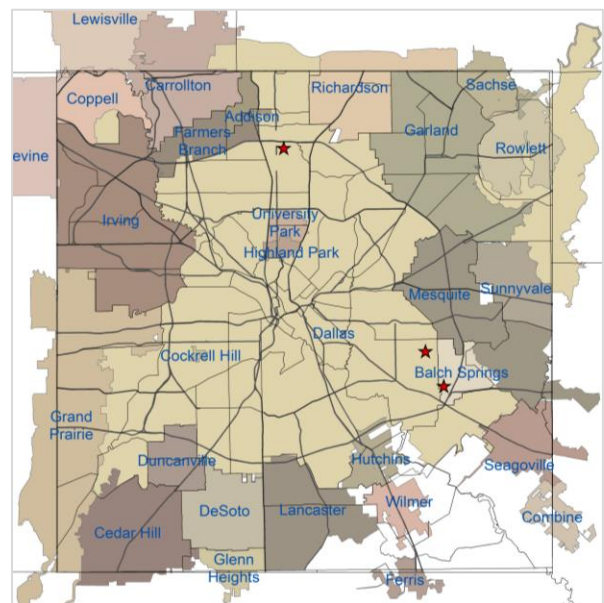 Lewisville
Coppell
Carrollton
Richardson
Sachse
Addison
Farmers
Branch
Garland
evine
Rowlett
Irving
University
Park
Highland Park
Mesquite
Sunnyvale
Dallas
Cockrell Hill
Balch Springs
Grand
Prairie
Duncanville
Hutchins
Seagoville
DeSoto
Lancaster
Wilmer
Combine
Cedar Hill
Glenn
Heights
Ferris